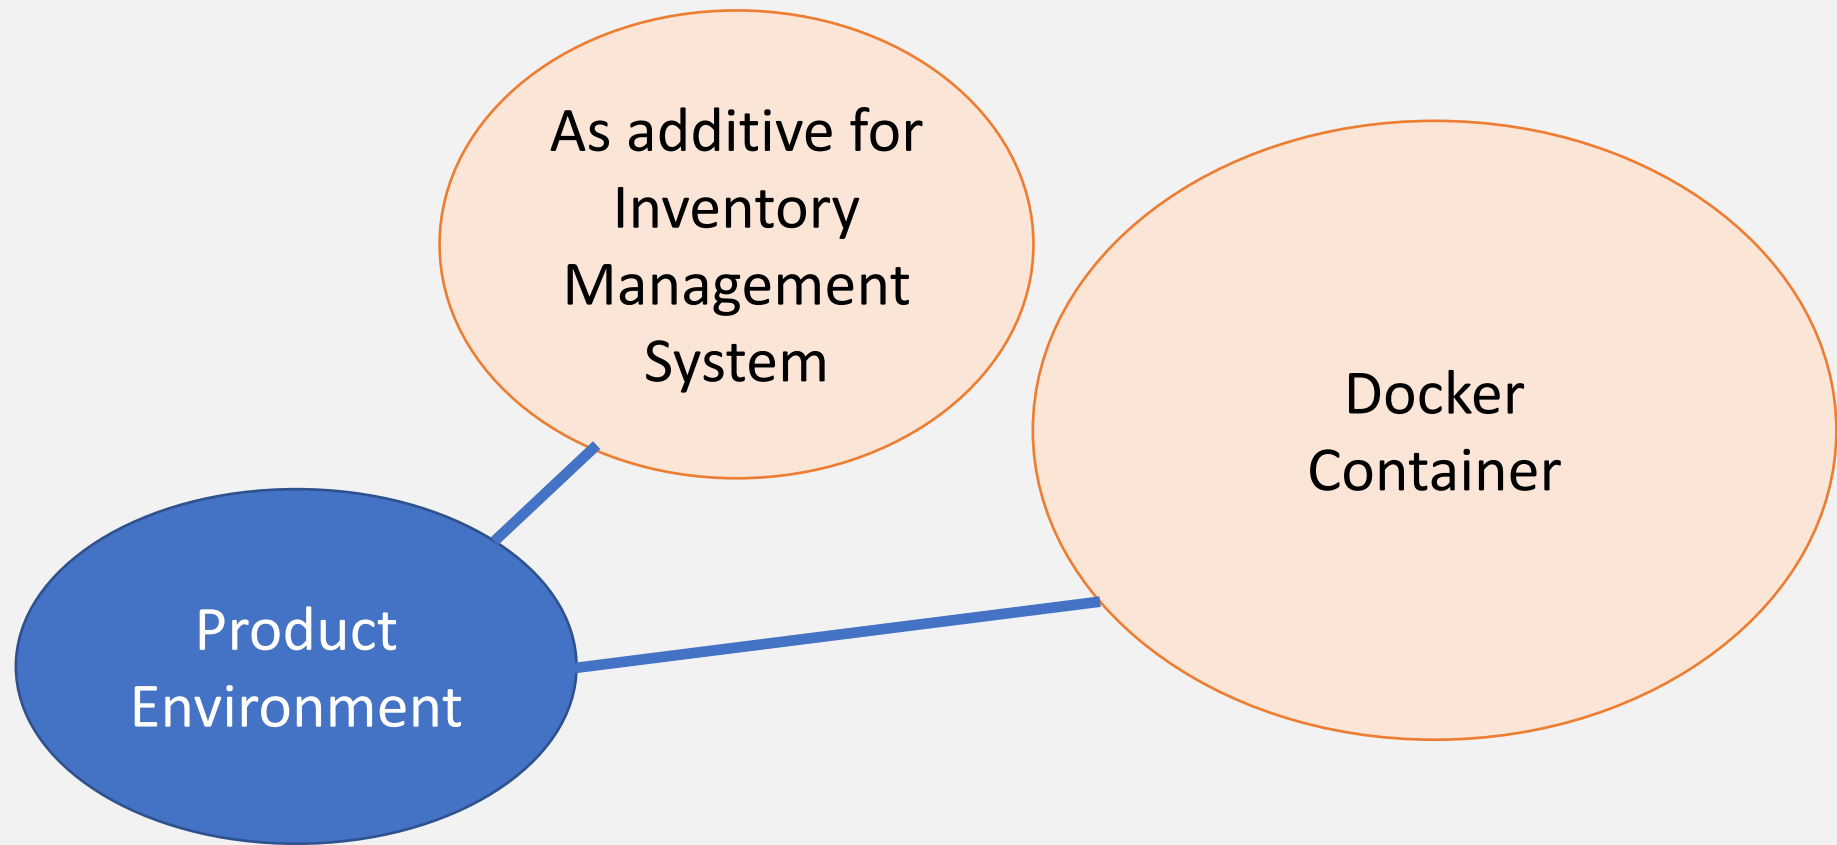 As additive for
Inventory
Management
System
Docker
Container
Product
Environment